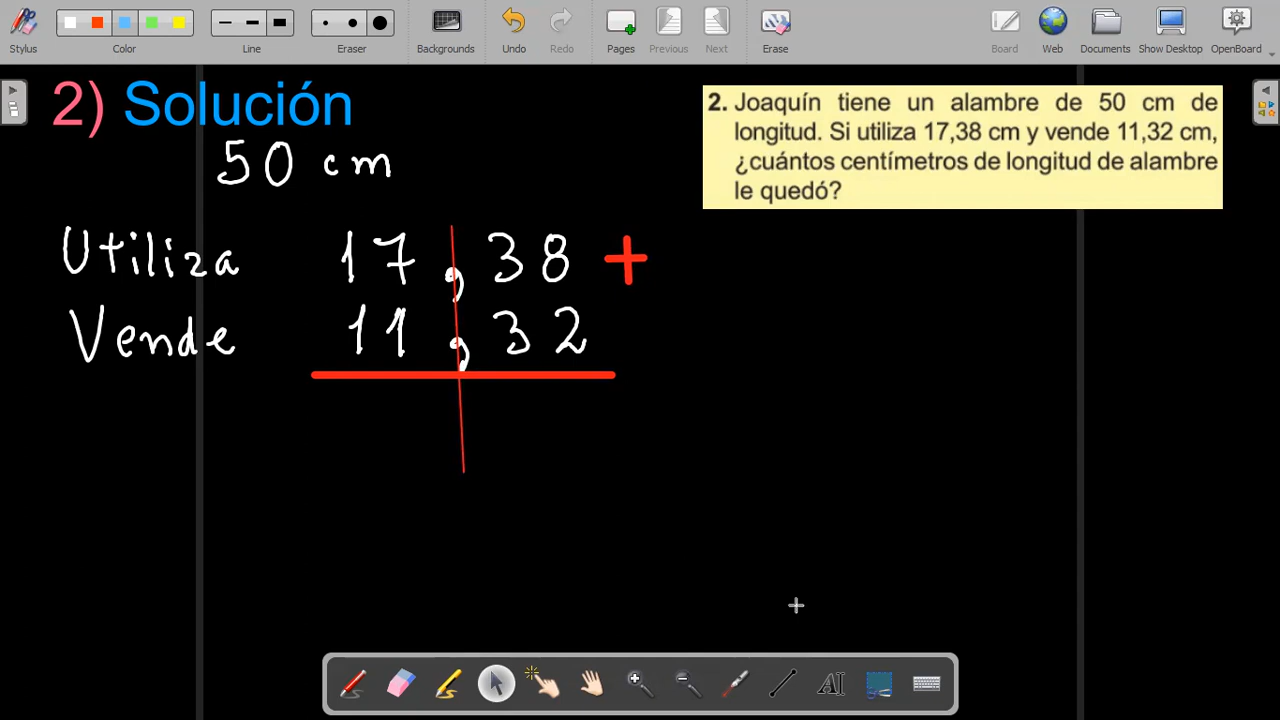 Stylus
Color
Line
Eraser
Backgrounds
Undo
Redo
Pages
Previous
Next
Erase
Board
Web
Documents
Show Desktop
OpenBoard
2) Solución
50 cm
Utiliza 17,38 +
Vende 11,32
2. Joaquín tiene un alambre de 50 cm de
longitud. Si utiliza 17,38 cm y vende 11,32 cm,
¿cuántos centímetros de longitud de alambre
le quedó?
AI